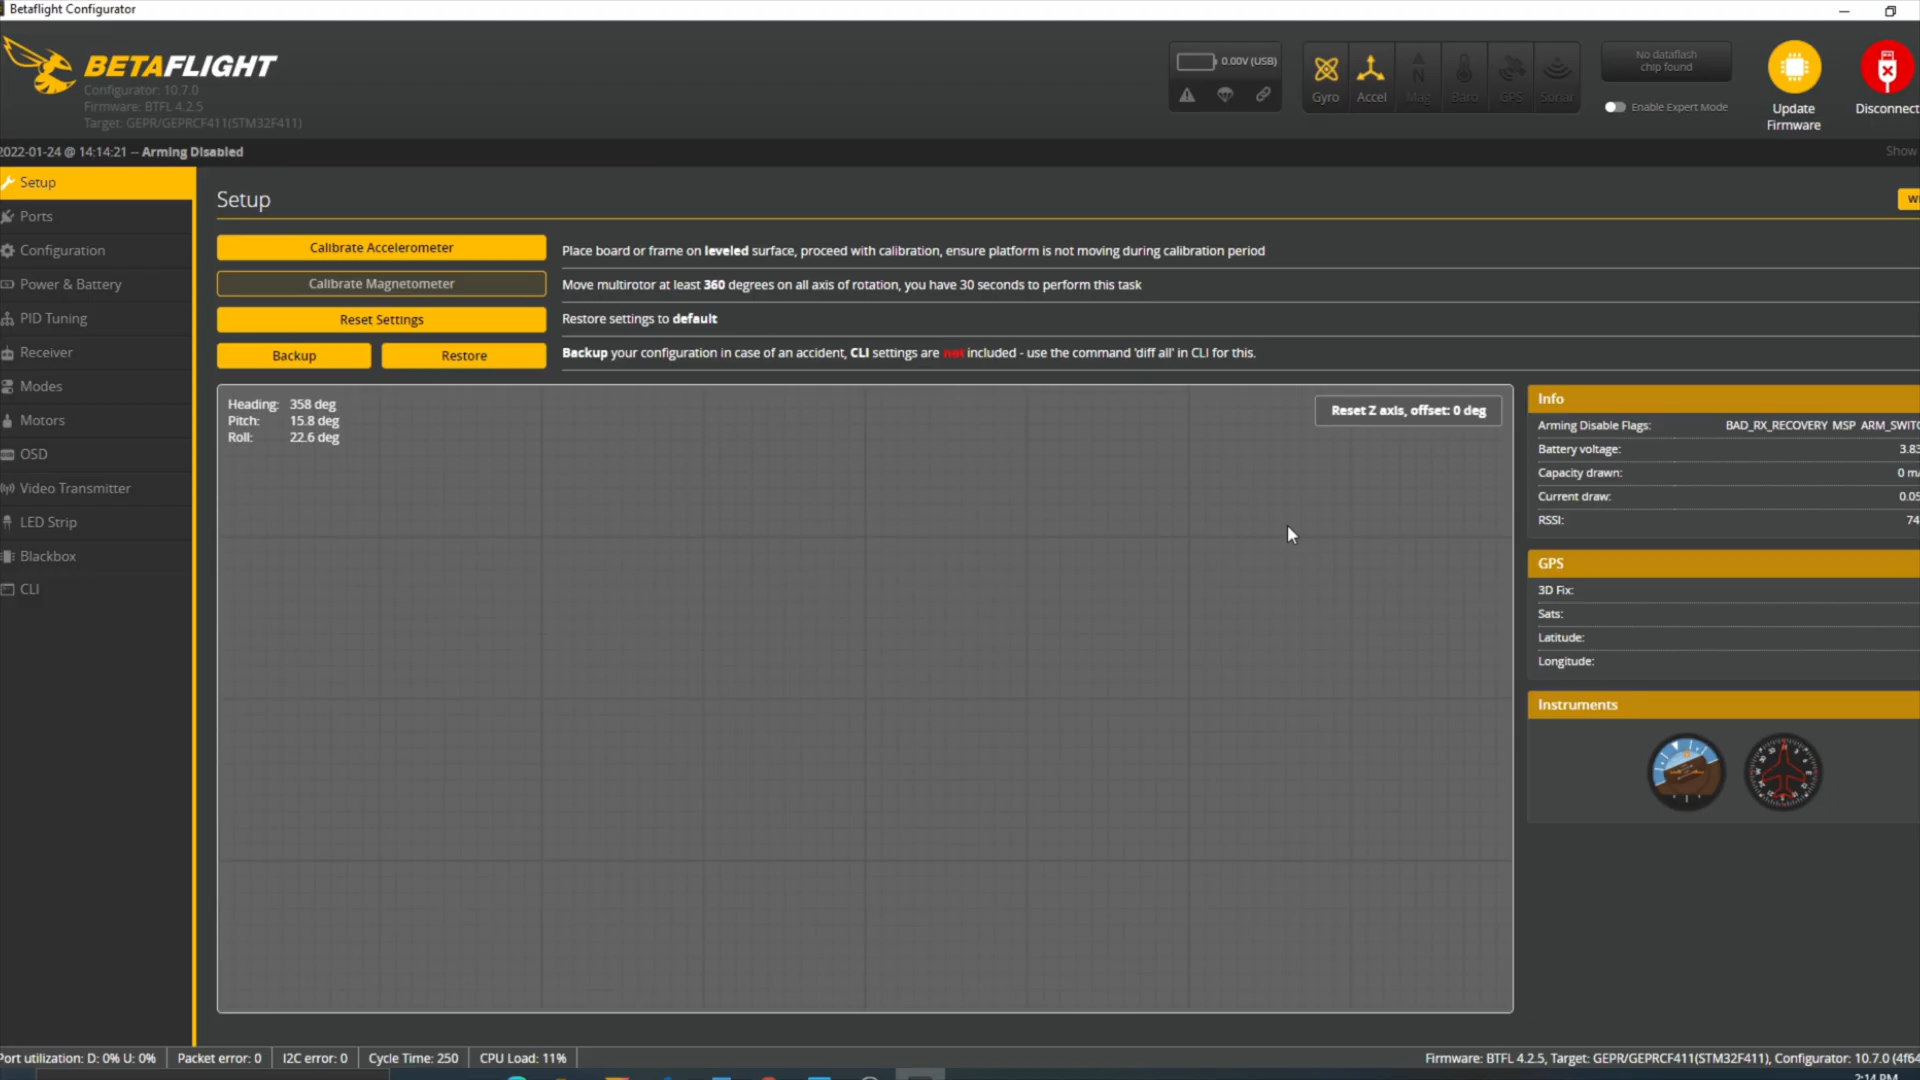 Betaflight Configurator
BETAFLIGHT
Configurator: 10.7.0
Firmware: BTFL 4.2.5
Target: GEPR/GEPRCF411(STM32F411)
0.00V (USB)
Gyro
Accel
Mag
Baro
GPS
Sonar
No dataflash
chip found
Enable Expert Mode
Update
Firmware
Disconnect
2022-01-24 @ 14:14:21 -- Arming Disabled
Show
Setup
Ports
Configuration
Power & Battery
PID Tuning
Receiver
Modes
Motors
OSD
Video Transmitter
LED Strip
Blackbox
CLI
Setup
Calibrate Accelerometer
Place board or frame on leveled surface, proceed with calibration, ensure platform is not moving during calibration period
Calibrate Magnetometer
Move multirotor at least 360 degrees on all axis of rotation, you have 30 seconds to perform this task
Reset Settings
Restore settings to default
Backup
Restore
Backup your configuration in case of an accident, CLI settings are not included - use the command 'diff all' in CLI for this.
Heading: 358 deg
Pitch: 15.8 deg
Roll: 22.6 deg
Reset Z axis, offset: 0 deg
Info
Arming Disable Flags: BAD_RX_RECOVERY MSP ARM_SWITC
Battery voltage: 3.83
Capacity drawn: 0 m
Current draw: 0.05
RSSI: 74
GPS
3D Fix:
Sats:
Latitude:
Longitude:
Instruments
Port utilization: D: 0% U: 0%
Packet error: 0
I2C error: 0
Cycle Time: 250
CPU Load: 11%
Firmware: BTFL 4.2.5, Target: GEPR/GEPRCF411(STM32F411), Configurator: 10.7.0 (4f64
2:14 PM